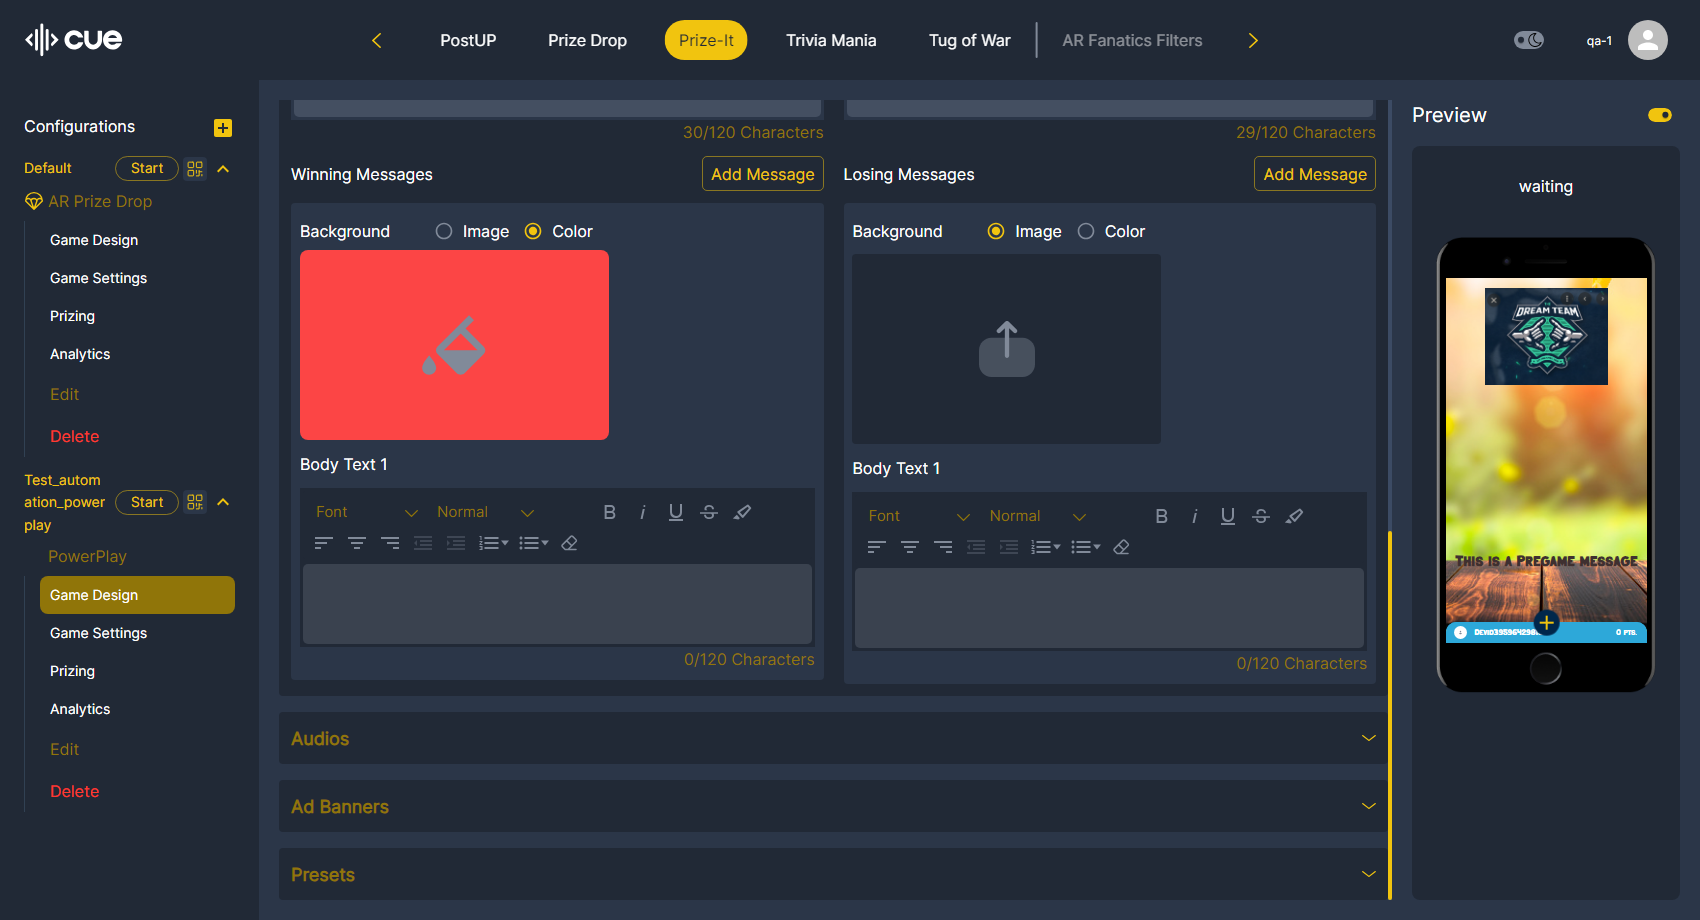 cue
PostUP
Prize Drop
Prize-It
Trivia Mania
Tug of War
AR Fanatics Filters
qa-1
Configurations
Default
Start
AR Prize Drop
Game Design
Game Settings
Prizing
Analytics
Edit
Delete
Test_autom
ation_power
play
Start
PowerPlay
Game Design
Game Settings
Prizing
Analytics
Edit
Delete
30/120 Characters
29/120 Characters
Winning Messages
Add Message
Background
Image
Color
Body Text 1
Font
Normal
B
i
U
S
0/120 Characters
Losing Messages
Add Message
Background
Image
Color
Body Text 1
Font
Normal
B
i
U
S
0/120 Characters
Audios
Ad Banners
Presets
Preview
waiting
DREAM TEAM
This is a Pregame message
0 pts.